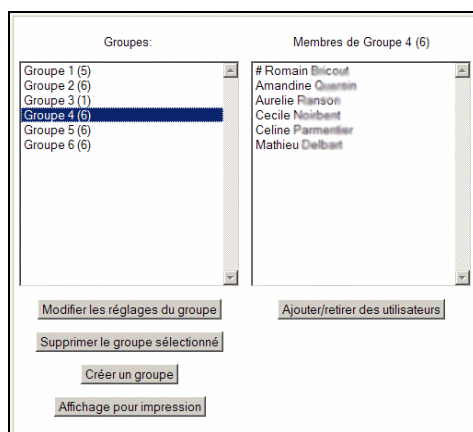 Groupes:
Groupe 1 (5)
Groupe 2 (6)
Groupe 3 (1)
Groupe 4 (6)
Groupe 5 (6)
Groupe 6 (6)
Modifier les réglages du groupe
Supprimer le groupe sélectionné
Créer un groupe
Affichage pour impression
Membres de Groupe 4 (6)
# Romain
Amandine
Aurelie
Cecile
Celine
Mathieu
Ajouter/retirer des utilisateurs